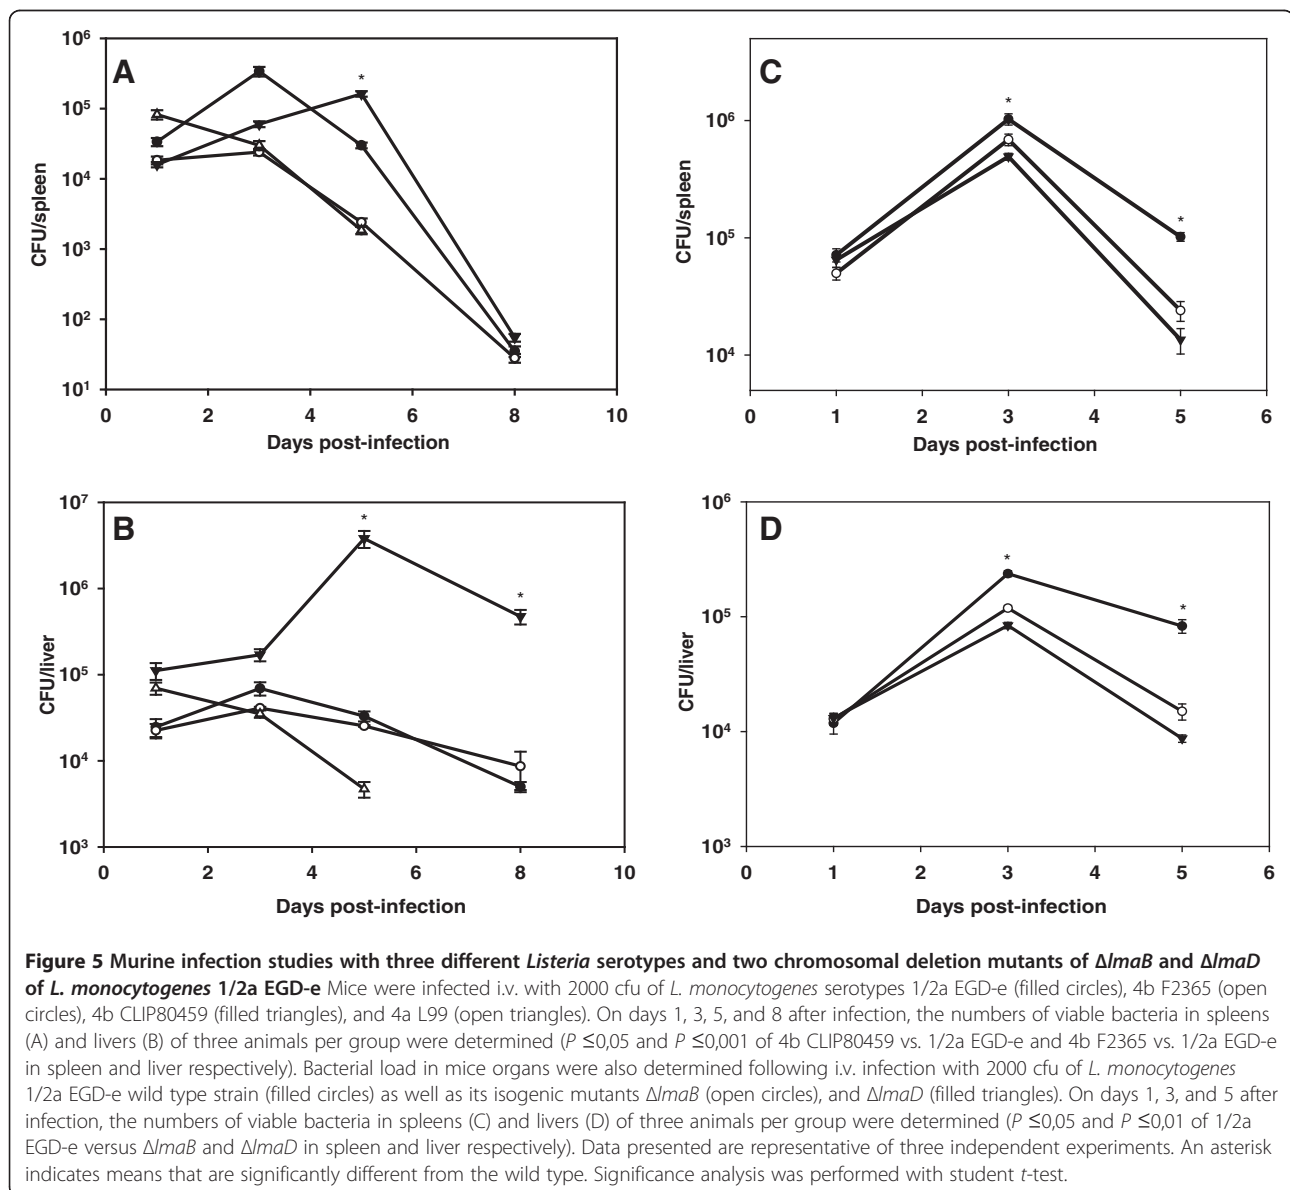 A
10⁶
10⁵
10⁴
10³
10²
10¹
CFU/spleen
*
0 2 4 6 8 10
Days post-infection
C
10⁶
10⁵
10⁴
CFU/spleen
*
*
0 1 2 3 4 5 6
Days post-infection
B
10⁷
10⁶
10⁵
10⁴
10³
CFU/liver
*
*
0 2 4 6 8 10
Days post-infection
D
10⁶
10⁵
10⁴
10³
CFU/liver
*
*
0 1 2 3 4 5 6
Days post-infection
Figure 5 Murine infection studies with three different Listeria serotypes and two chromosomal deletion mutants of ΔlmaB and ΔlmaD
of L. monocytogenes 1/2a EGD-e Mice were infected i.v. with 2000 cfu of L. monocytogenes serotypes 1/2a EGD-e (filled circles), 4b F2365 (open
circles), 4b CLIP80459 (filled triangles), and 4a L99 (open triangles). On days 1, 3, 5, and 8 after infection, the numbers of viable bacteria in spleens
(A) and livers (B) of three animals per group were determined (P ≤0,05 and P ≤0,001 of 4b CLIP80459 vs. 1/2a EGD-e and 4b F2365 vs. 1/2a EGD-e
in spleen and liver respectively). Bacterial load in mice organs were also determined following i.v. infection with 2000 cfu of L. monocytogenes
1/2a EGD-e wild type strain (filled circles) as well as its isogenic mutants ΔlmaB (open circles), and ΔlmaD (filled triangles). On days 1, 3, and 5 after
infection, the numbers of viable bacteria in spleens (C) and livers (D) of three animals per group were determined (P ≤0,05 and P ≤0,01 of 1/2a
EGD-e versus ΔlmaB and ΔlmaD in spleen and liver respectively). Data presented are representative of three independent experiments. An asterisk
indicates means that are significantly different from the wild type. Significance analysis was performed with student t-test.